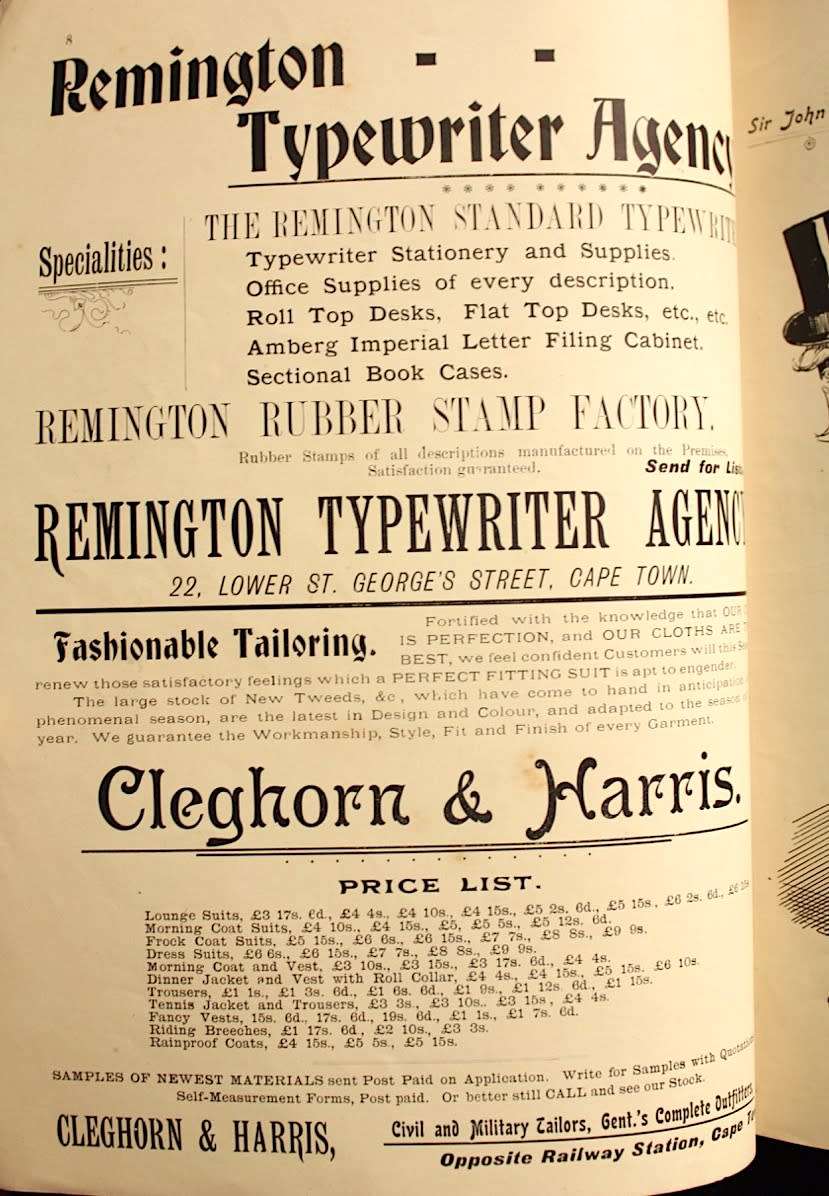 8
Remington - -
Typewriter Agency
Sir John
Specialities :
THE REMINGTON STANDARD TYPEWRITE
Typewriter Stationery and Supplies.
Office Supplies of every description.
Roll Top Desks, Flat Top Desks, etc., etc.
Amberg Imperial Letter Filing Cabinet.
Sectional Book Cases.
REMINGTON RUBBER STAMP FACTORY.
Rubber Stamps of all descriptions manufactured on the Premises.
Satisfaction guaranteed. Send for Lis
REMINGTON TYPEWRITER AGENCY
22, LOWER ST. GEORGE'S STREET, CAPE TOWN.
Fashionable Tailoring.
Fortified with the knowledge that OUR
IS PERFECTION, and OUR CLOTHS ARE
BEST, we feel confident Customers will this
renew those satisfactory feelings which a PERFECT FITTING SUIT is apt to engender.
The large stock of New Tweeds, &c, which have come to hand in anticipation
phenomenal season, are the latest in Design and Colour, and adapted to the season
year. We guarantee the Workmanship, Style, Fit and Finish of every Garment.
Cleghorn & Harris.
PRICE LIST.
Lounge Suits, £3 17s. 6d., £4 4s., £4 10s., £4 15s., £5 2s. 6d., £5 15s., £6 2s. 6d., £6
Morning Coat Suits, £4 10s., £4 15s., £5, £5 5s., £5 12s. 6d.
Frock Coat Suits, £5 15s., £6 6s., £6 15s., £7 7s., £8 8s., £9 9s.
Dress Suits, £6 6s., £6 15s., £7 7s., £8 8s., £9 9s.
Morning Coat and Vest, £3 10s., £3 15s., £3 17s. 6d., £4 4s.
Dinner Jacket and Vest with Roll Collar, £4 4s., £4 15s., £5 15s. £6 10s.
Trousers, £1 1s., £1 3s. 6d., £1 6s. 6d., £1 9s., £1 12s. 6d., £1 15s.
Tennis Jacket and Trousers, £3 3s., £3 10s.. £3 15s, £4 4s.
Fancy Vests, 15s. 6d., 17s. 6d., 19s. 6d., £1 1s., £1 7s. 6d.
Riding Breeches, £1 17s. 6d, £2 10s., £3 3s.
Rainproof Coats, £4 15s., £5 5s., £5 15s.
SAMPLES OF NEWEST MATERIALS sent Post Paid on Application. Write for Samples with Quotation
Self-Measurement Forms, Post paid. Or better still CALL and see our Stock.
CLEGHORN & HARRIS,
Civil and Military Tailors, Gent.'s Complete Outfitters
Opposite Railway Station, Cape To